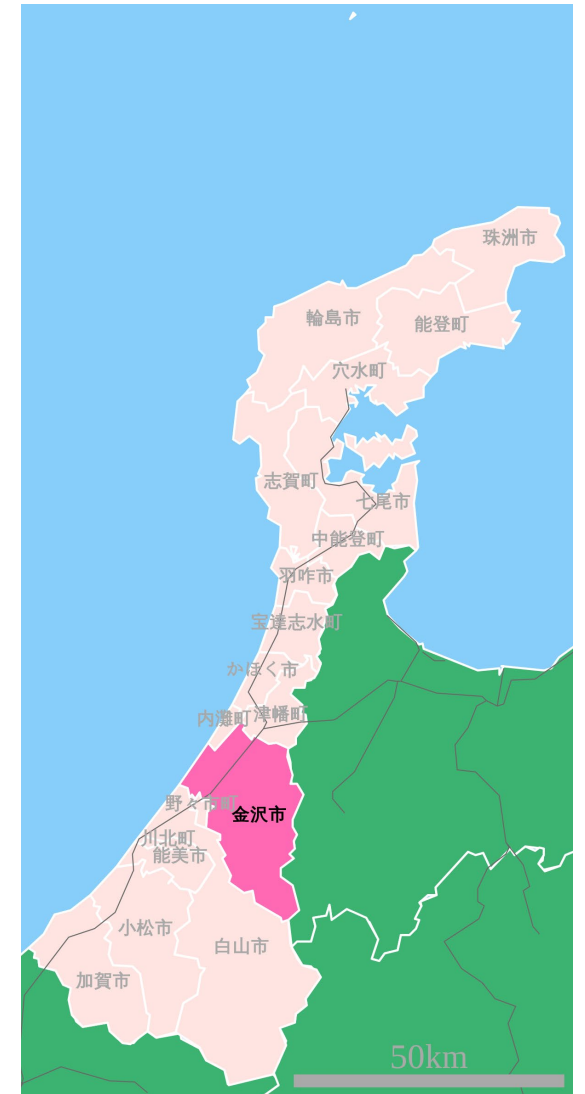 珠洲市
輪島市
能登町
穴水町
志賀町
七尾市
中能登町
羽咋市
宝達志水町
かほく市
津幡町
内灘町
野々市町
金沢市
川北町
能美市
小松市
白山市
加賀市
50km